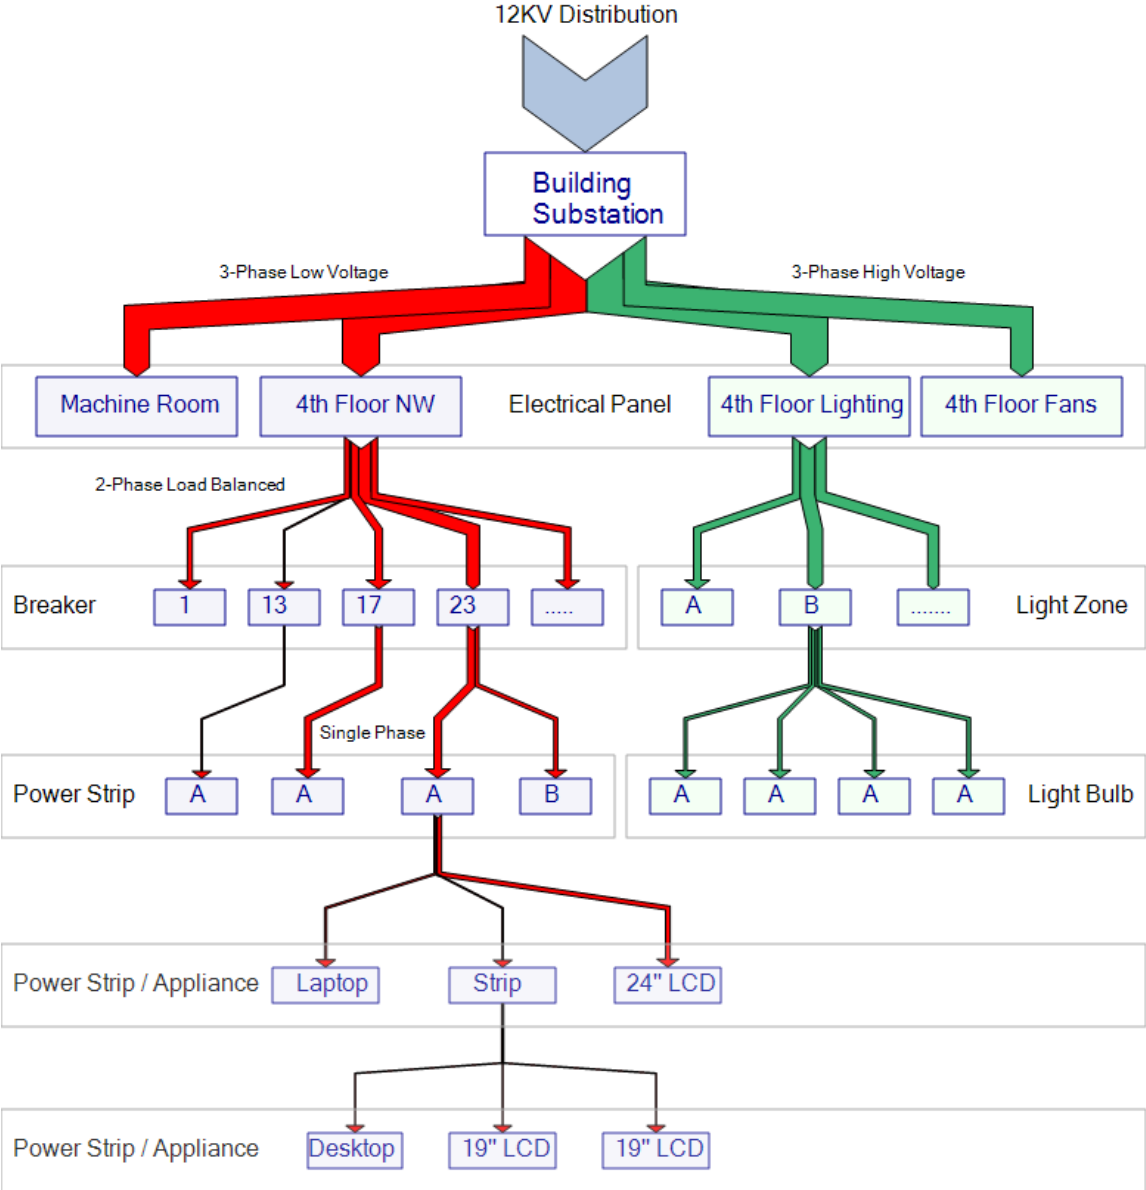 12KV Distribution
Building
Substation
3-Phase Low Voltage
3-Phase High Voltage
Machine Room
4th Floor NW
Electrical Panel
4th Floor Lighting
4th Floor Fans
2-Phase Load Balanced
Breaker
1
13
17
23
.....
A
B
.......
Light Zone
Single Phase
Power Strip
A
A
A
B
A
A
A
A
Light Bulb
Power Strip / Appliance
Laptop
Strip
24" LCD
Power Strip / Appliance
Desktop
19" LCD
19" LCD